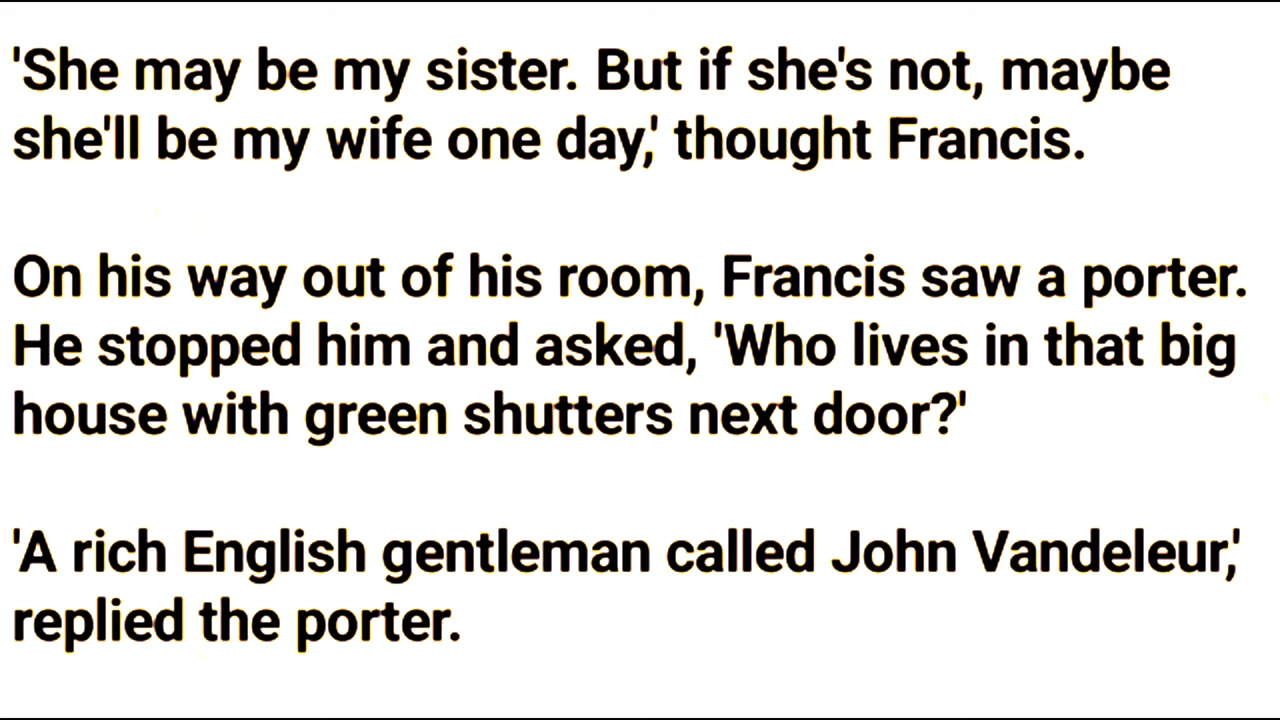 'She may be my sister. But if she's not, maybe
she'll be my wife one day,' thought Francis.
On his way out of his room, Francis saw a porter.
He stopped him and asked, 'Who lives in that big
house with green shutters next door?'
'A rich English gentleman called John Vandeleur,'
replied the porter.